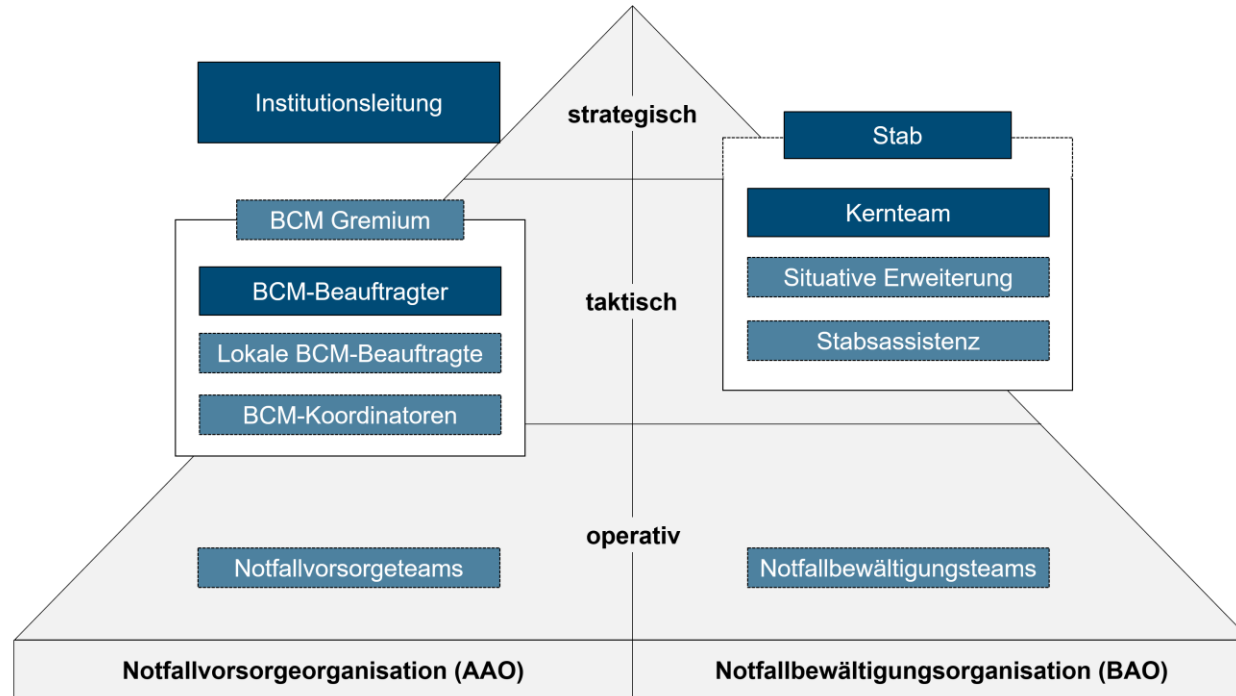 Institutionsleitung
strategisch
Stab
BCM Gremium
Kernteam
BCM-Beauftragter
Situative Erweiterung
taktisch
Lokale BCM-Beauftragte
Stabsassistenz
BCM-Koordinatoren
operativ
Notfallvorsorgeteams
Notfallbewältigungsteams
Notfallvorsorgeorganisation (AAO)
Notfallbewältigungsorganisation (BAO)